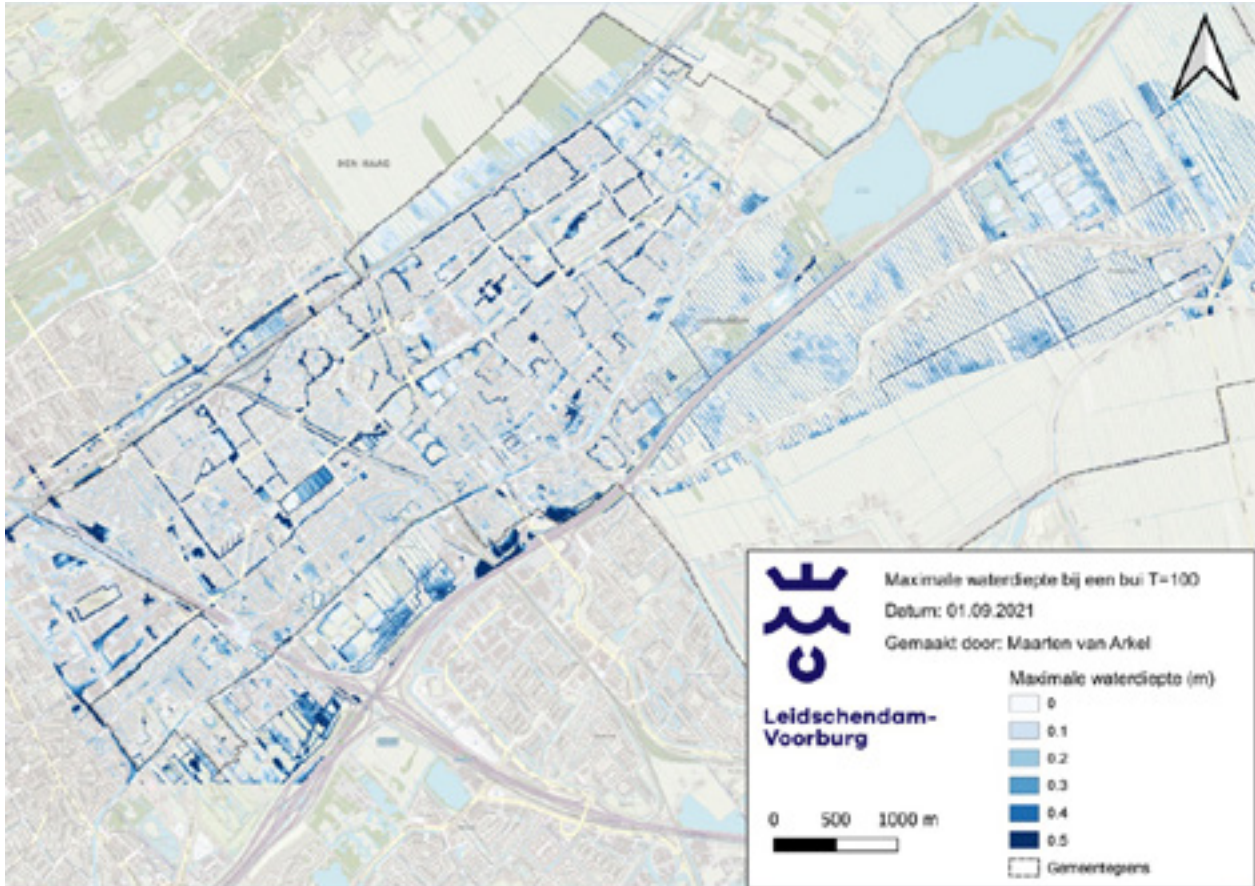 DEN HAAG
Maximale waterdiepte bij een bui T=100
Datum: 01.09.2021
Gemaakt door: Maarten van Arkel
Leidschendam-
Voorburg
Maximale waterdiepte (m)
0
0.1
0.2
0.3
0.4
0.5
Gemeentegrens
0 500 1000 m